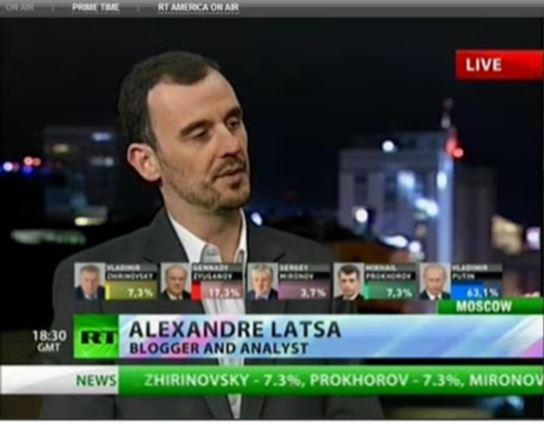 ON AIR PRIME TIME RT AMERICA ON AIR
LIVE
VLADIMIR ZHIRINOVSKY 7,3%
GENNADY ZYUGANOV 17,3%
SERGEY MIRONOV 3,7%
MIKHAIL PROKHOROV 7,3%
VLADIMIR PUTIN 63,1%
MOSCOW
18:30 GMT
RT
ALEXANDRE LATSA
BLOGGER AND ANALYST
NEWS ZHIRINOVSKY - 7.3%, PROKHOROV - 7.3%, MIRONOV